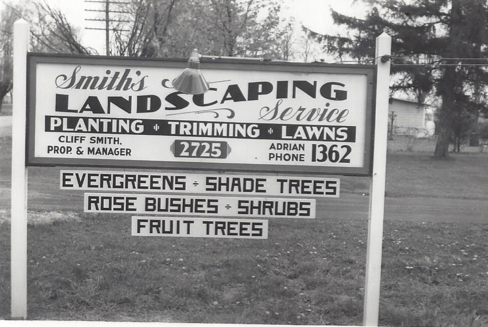 Smith's
LANDSCAPING
Service
PLANTING + TRIMMING + LAWNS
CLIFF SMITH.
PROP. & MANAGER
2725
ADRIAN
PHONE 1362
EVERGREENS + SHADE TREES
ROSE BUSHES + SHRUBS
FRUIT TREES